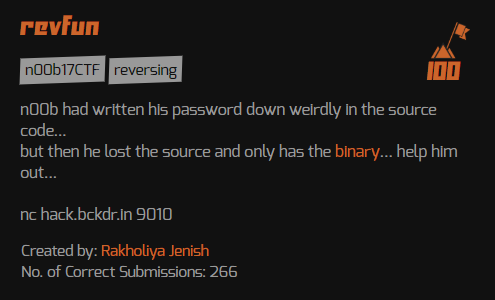 revfun
100
n00b17CTF reversing
n00b had written his password down weirdly in the source
code...
but then he lost the source and only has the binary... help him
out...
nc hack.bckdr.in 9010
Created by: Rakholiya Jenish
No. of Correct Submissions: 266